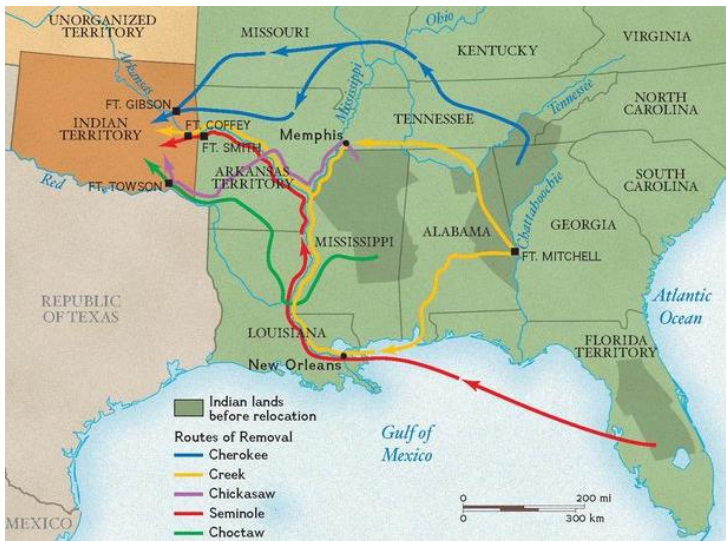 UNORGANIZED
TERRITORY
MISSOURI
Ohio
VIRGINIA
KENTUCKY
Arkansas
Mississippi
Tennessee
NORTH
CAROLINA
FT. GIBSON
INDIAN
TERRITORY
FT. COFFEY
FT. SMITH
Memphis
TENNESSEE
ARKANSAS
TERRITORY
SOUTH
CAROLINA
Red
FT. TOWSON
Chattahoochie
MISSISSIPPI
ALABAMA
GEORGIA
FT. MITCHELL
REPUBLIC
OF TEXAS
Atlantic
Ocean
LOUISIANA
New Orleans
FLORIDA
TERRITORY
Indian lands
before relocation
Routes of Removal
Cherokee
Creek
Chickasaw
Seminole
Choctaw
Gulf of
Mexico
0 200 mi
0 300 km
MEXICO